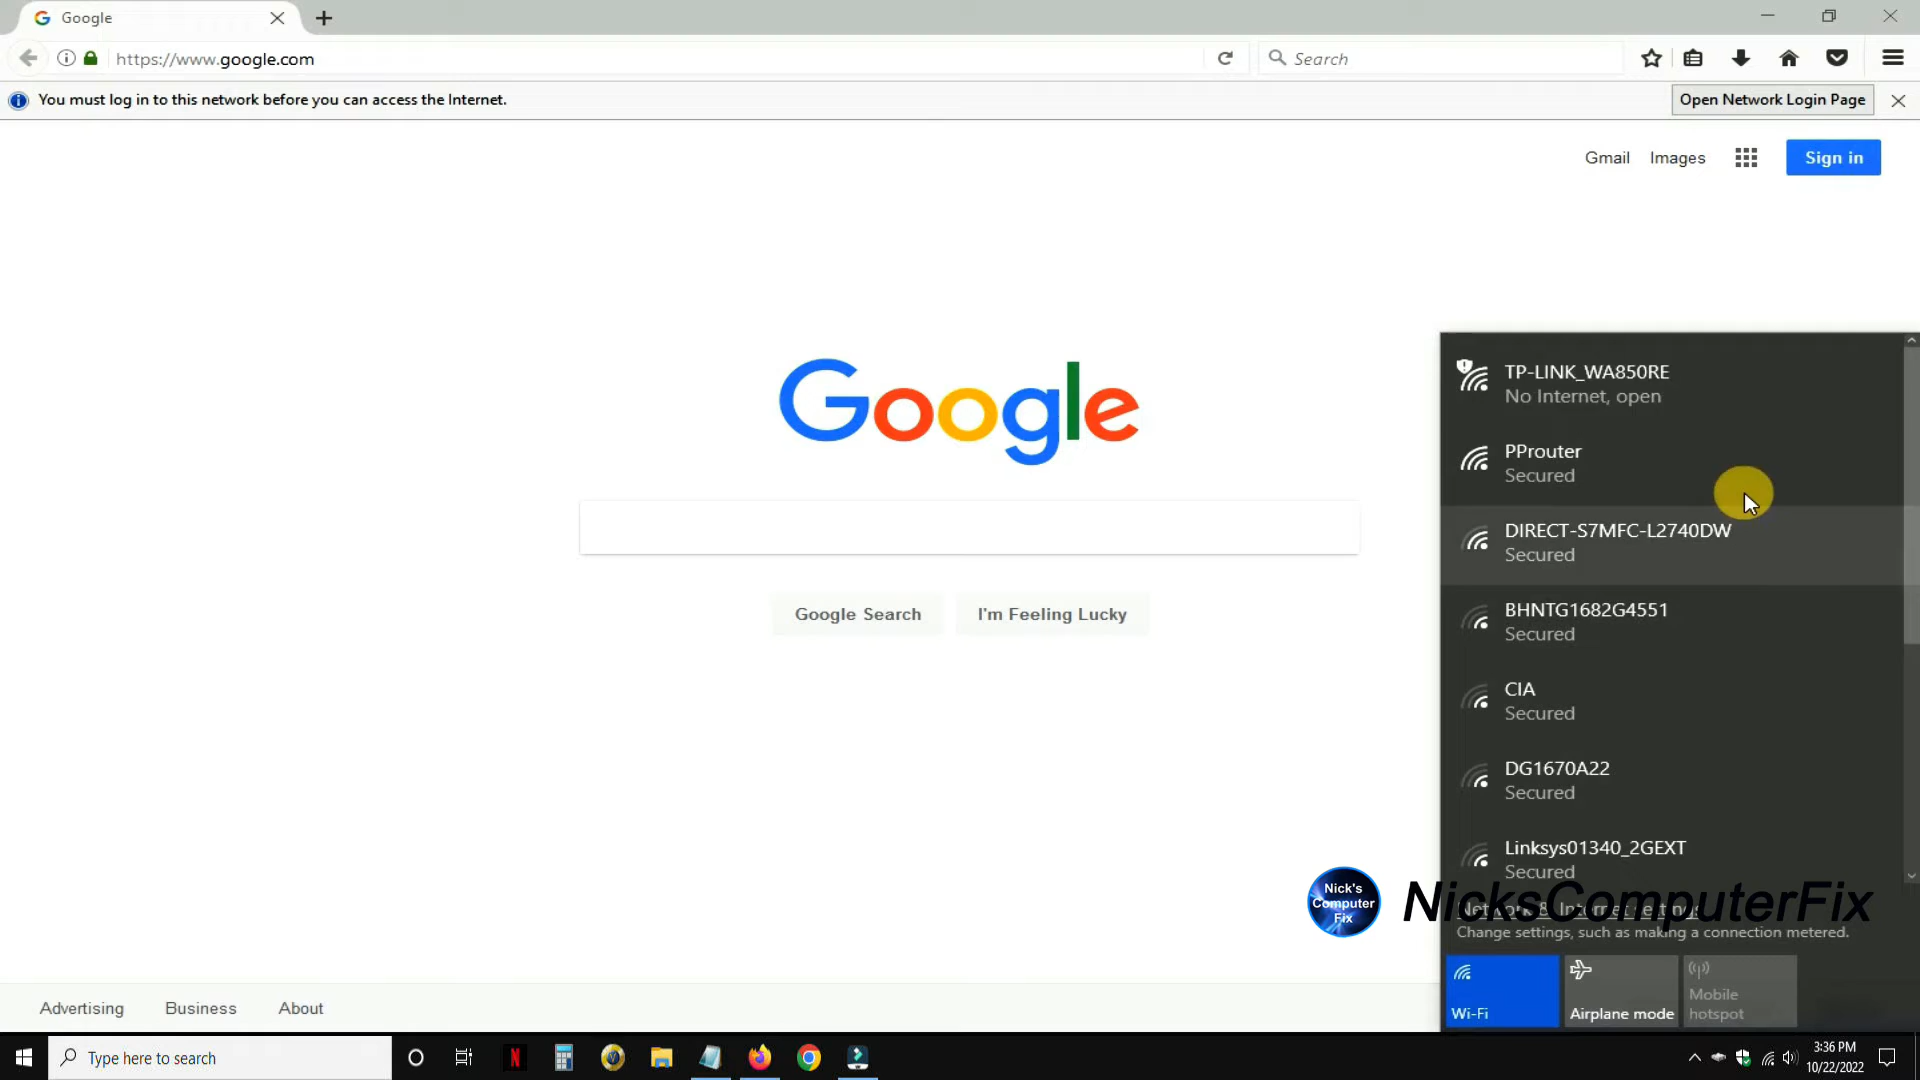 Google
https://www.google.com
Search
You must log in to this network before you can access the Internet.
Open Network Login Page
Gmail
Images
Sign in
Google
Google Search
I'm Feeling Lucky
TP-LINK_WA850RE
No Internet, open
PProuter
Secured
DIRECT-S7MFC-L2740DW
Secured
BHNTG1682G4551
Secured
CIA
Secured
DG1670A22
Secured
Linksys01340_2GEXT
Secured
Nick's
Computer
Fix
NicksComputerFix
Network & Internet settings
Change settings, such as making a connection metered.
Wi-Fi
Airplane mode
Mobile
hotspot
Advertising
Business
About
Type here to search
3:36 PM
10/22/2022